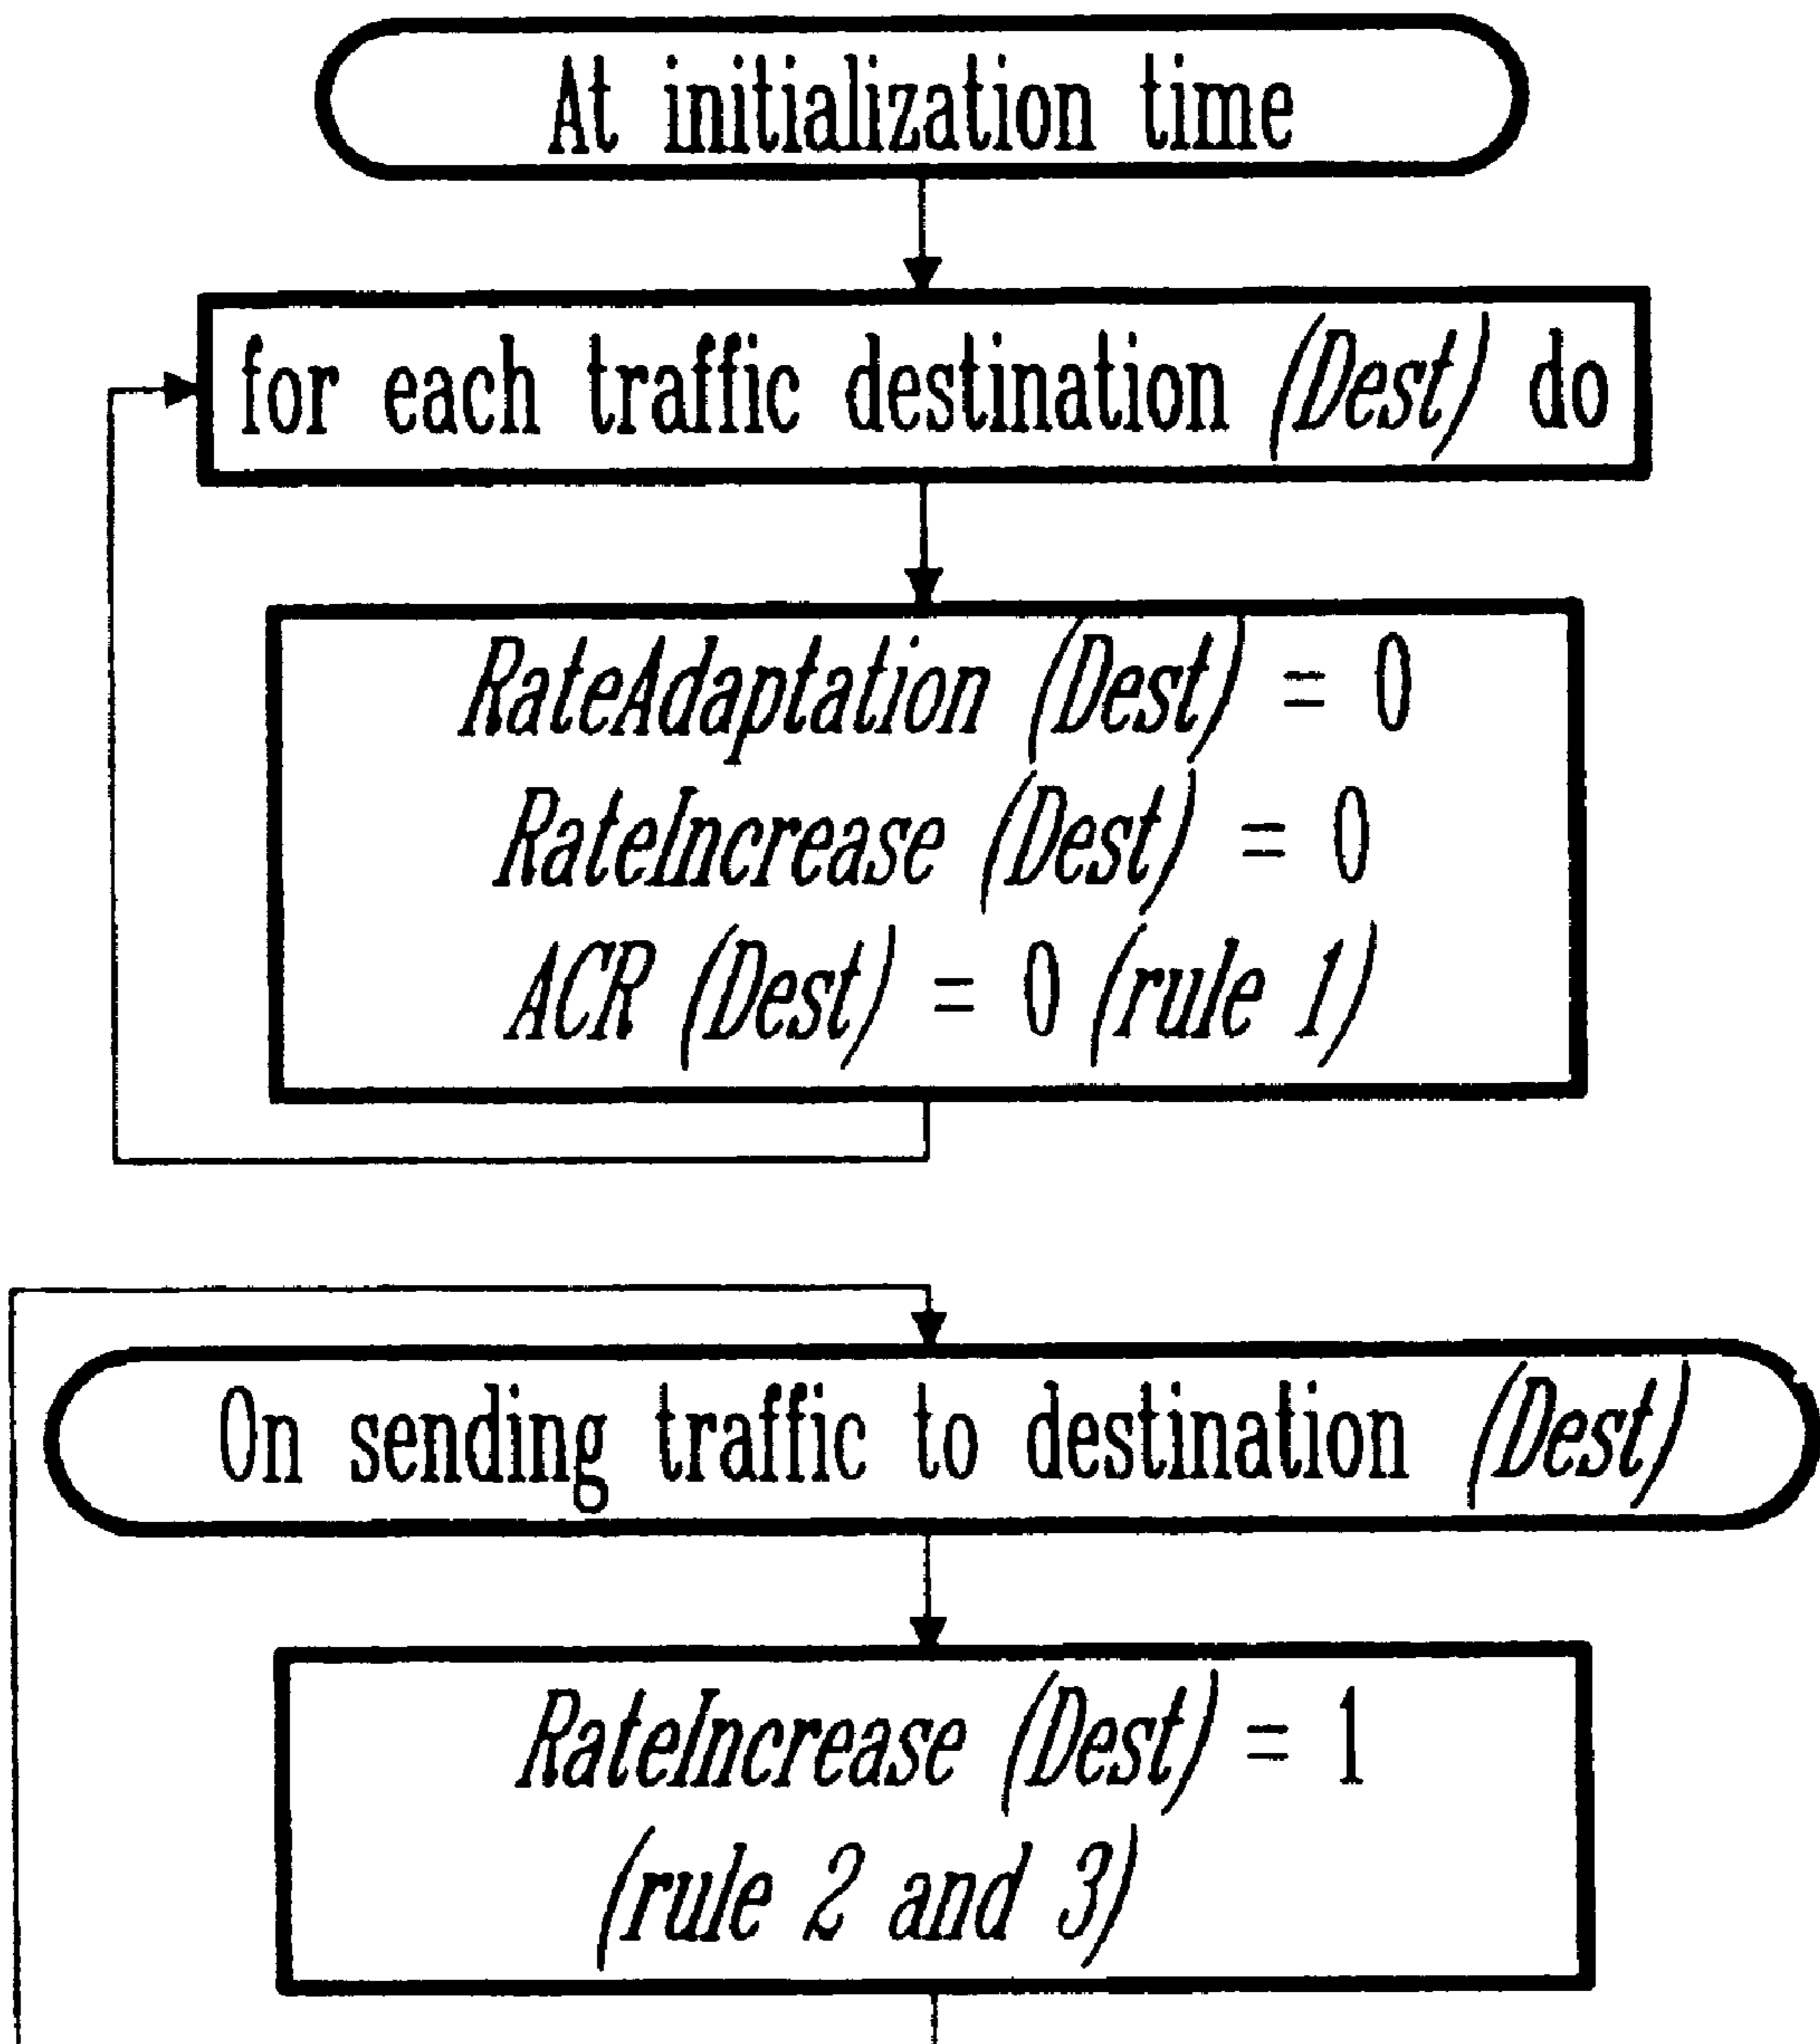 At initialization time
for each traffic destination (Dest) do
RateAdaptation (Dest) = 0
RateIncrease (Dest) = 0
ACR (Dest) = 0 (rule 1)
On sending traffic to destination (Dest)
RateIncrease (Dest) = 1
(rule 2 and 3)